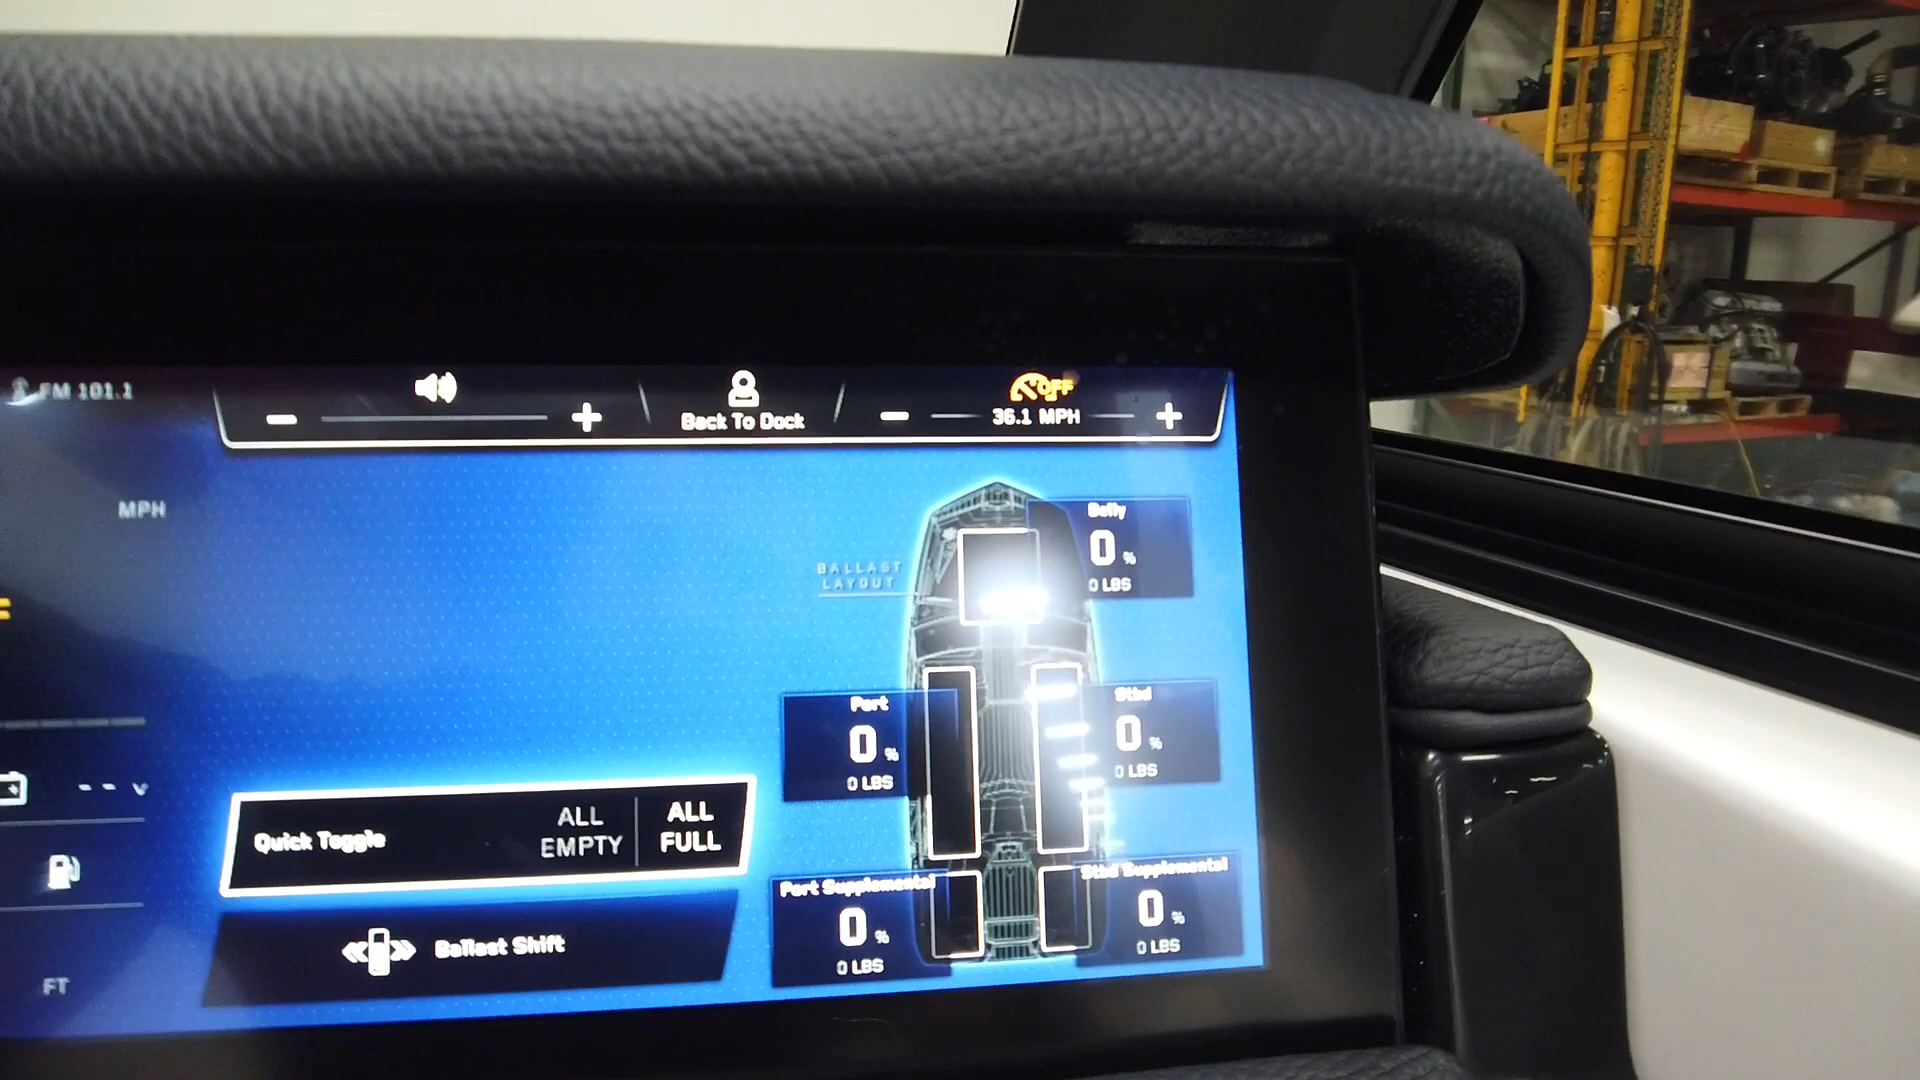 FM 101.1
OFF
Back To Dock
36.1 MPH
MPH
Belly
0 %
0 LBS
BALLAST
LAYOUT
Port
0 %
0 LBS
Stbd
0 %
0 LBS
-- V
Quick Toggle
ALL
EMPTY
ALL
FULL
Port Supplemental
0 %
0 LBS
Stbd Supplemental
0 %
0 LBS
Ballast Shift
FT